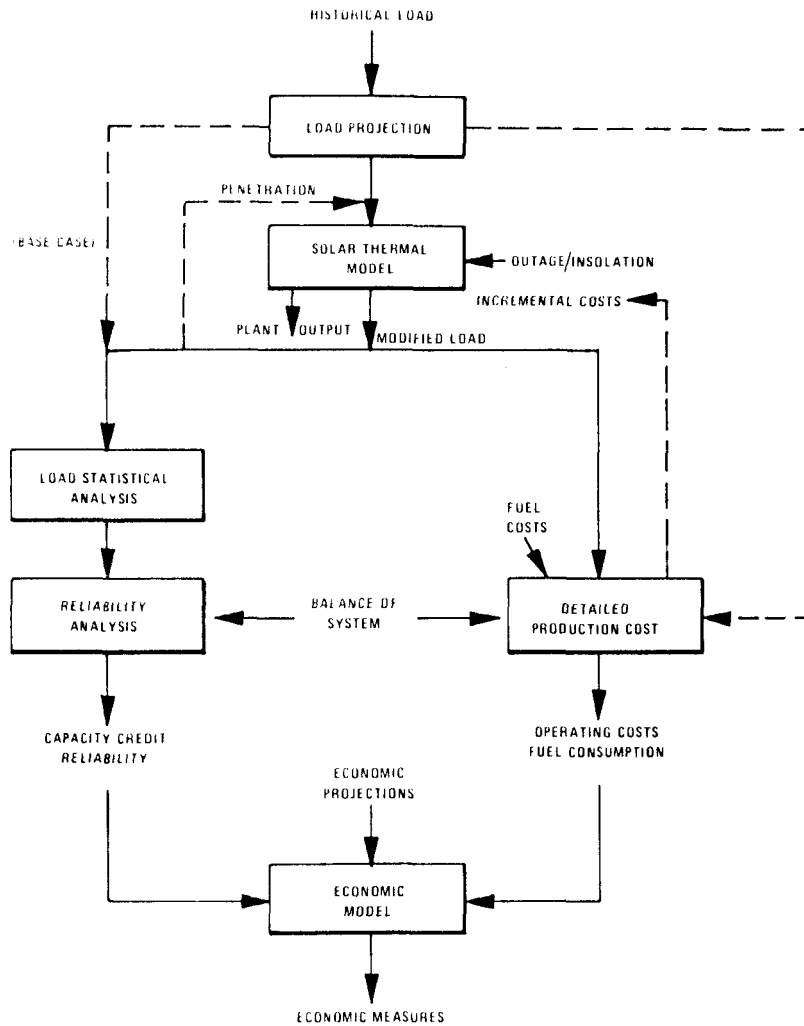 HISTORICAL LOAD
LOAD PROJECTION
PENETRATION
(BASE CASE)
SOLAR THERMAL
MODEL
OUTAGE/INSOLATION
INCREMENTAL COSTS
PLANT OUTPUT
MODIFIED LOAD
LOAD STATISTICAL
ANALYSIS
FUEL
COSTS
RELIABILITY
ANALYSIS
BALANCE OF
SYSTEM
DETAILED
PRODUCTION COST
CAPACITY CREDIT
RELIABILITY
OPERATING COSTS
FUEL CONSUMPTION
ECONOMIC
PROJECTIONS
ECONOMIC
MODEL
ECONOMIC MEASURES